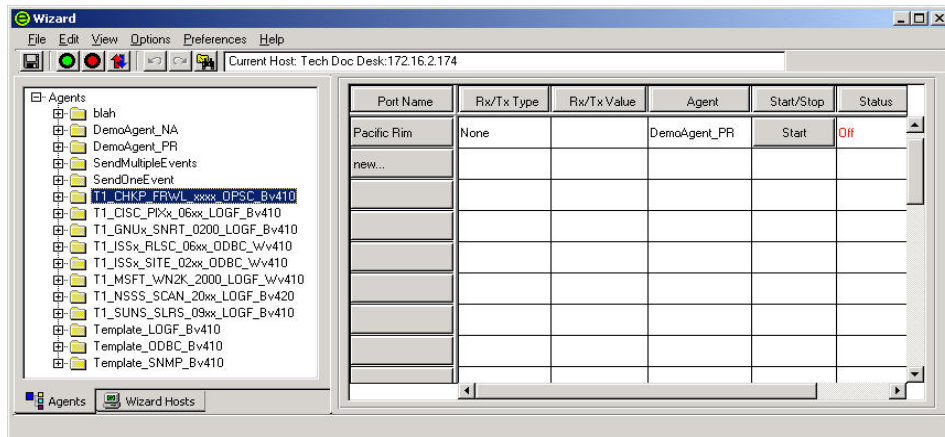 Wizard
File Edit View Options Preferences Help
Current Host: Tech Doc Desk:172.16.2.174
Agents
blah
DemoAgent_NA
DemoAgent_PR
SendMultipleEvents
SendOneEvent
T1_CHKP_FRWL_xxxx_OPSC_Bv410
T1_CISC_PIXx_06xx_LOGF_Bv410
T1_GNUx_SNRT_0200_LOGF_Bv410
T1_ISSx_RLSC_06xx_ODBC_Wv410
T1_ISSx_SITE_02xx_ODBC_Wv410
T1_MSFT_WN2K_2000_LOGF_Wv410
T1_NSSS_SCAN_20xx_LOGF_Bv420
T1_SUNS_SLRS_09xx_LOGF_Bv410
Template_LOGF_Bv410
Template_ODBC_Bv410
Template_SNMP_Bv410
Agents Wizard Hosts
Port Name Rx/Tx Type Rx/Tx Value Agent Start/Stop Status
Pacific Rim None DemoAgent_PR Start Off
new...